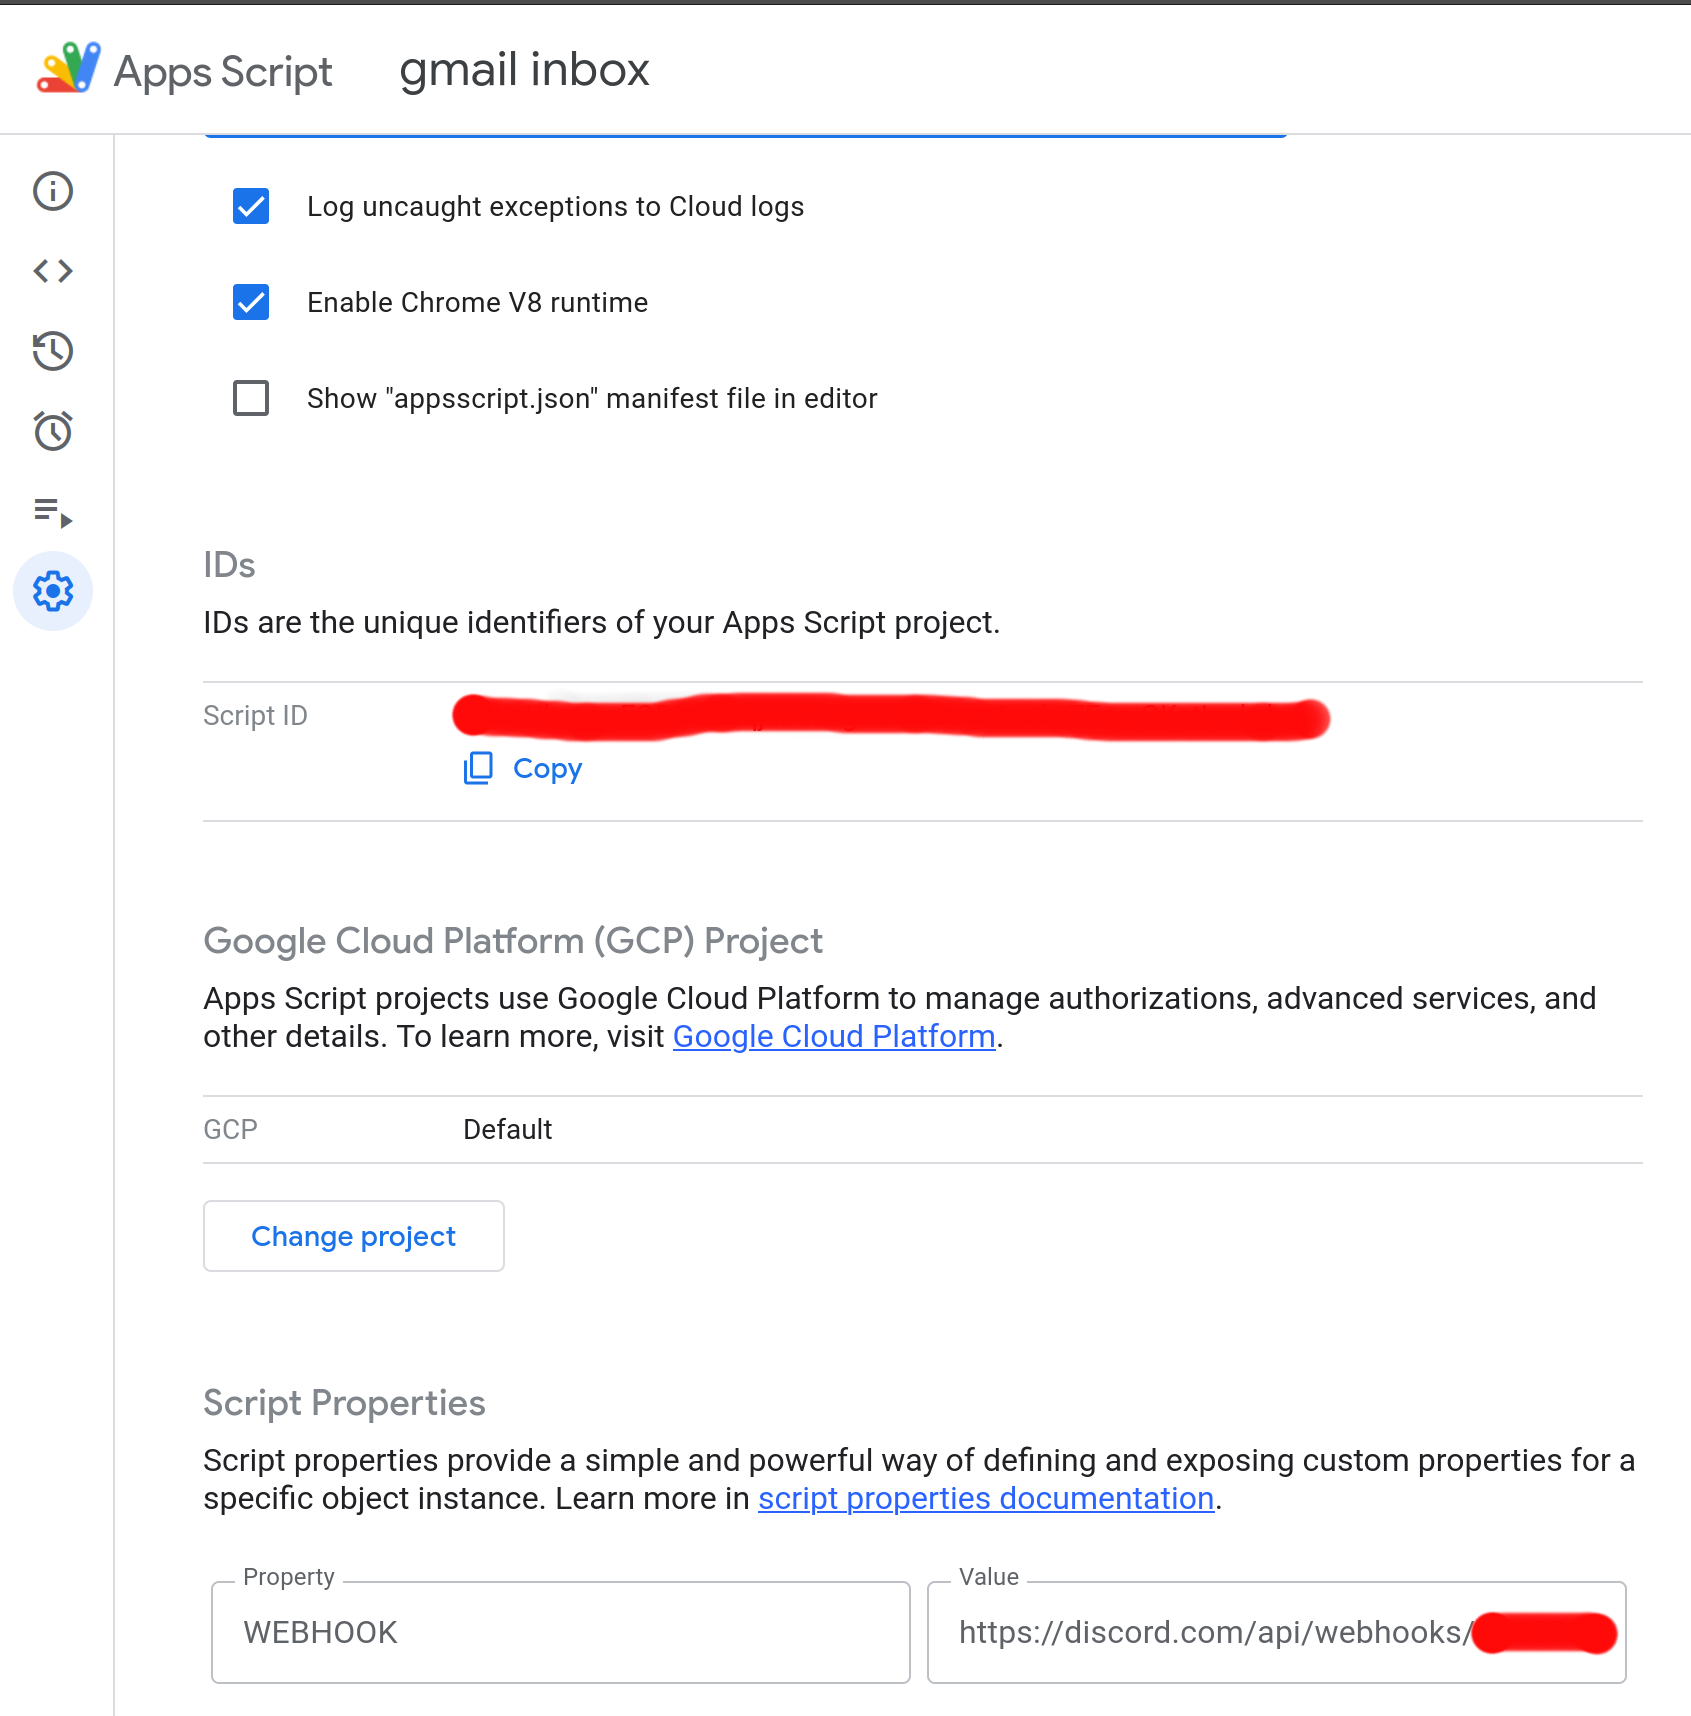 Apps Script gmail inbox
Log uncaught exceptions to Cloud logs
Enable Chrome V8 runtime
Show "appsscript.json" manifest file in editor
IDs
IDs are the unique identifiers of your Apps Script project.
Script ID
Copy
Google Cloud Platform (GCP) Project
Apps Script projects use Google Cloud Platform to manage authorizations, advanced services, and
other details. To learn more, visit Google Cloud Platform.
GCP Default
Change project
Script Properties
Script properties provide a simple and powerful way of defining and exposing custom properties for a
specific object instance. Learn more in script properties documentation.
Property Value
WEBHOOK https://discord.com/api/webhooks/